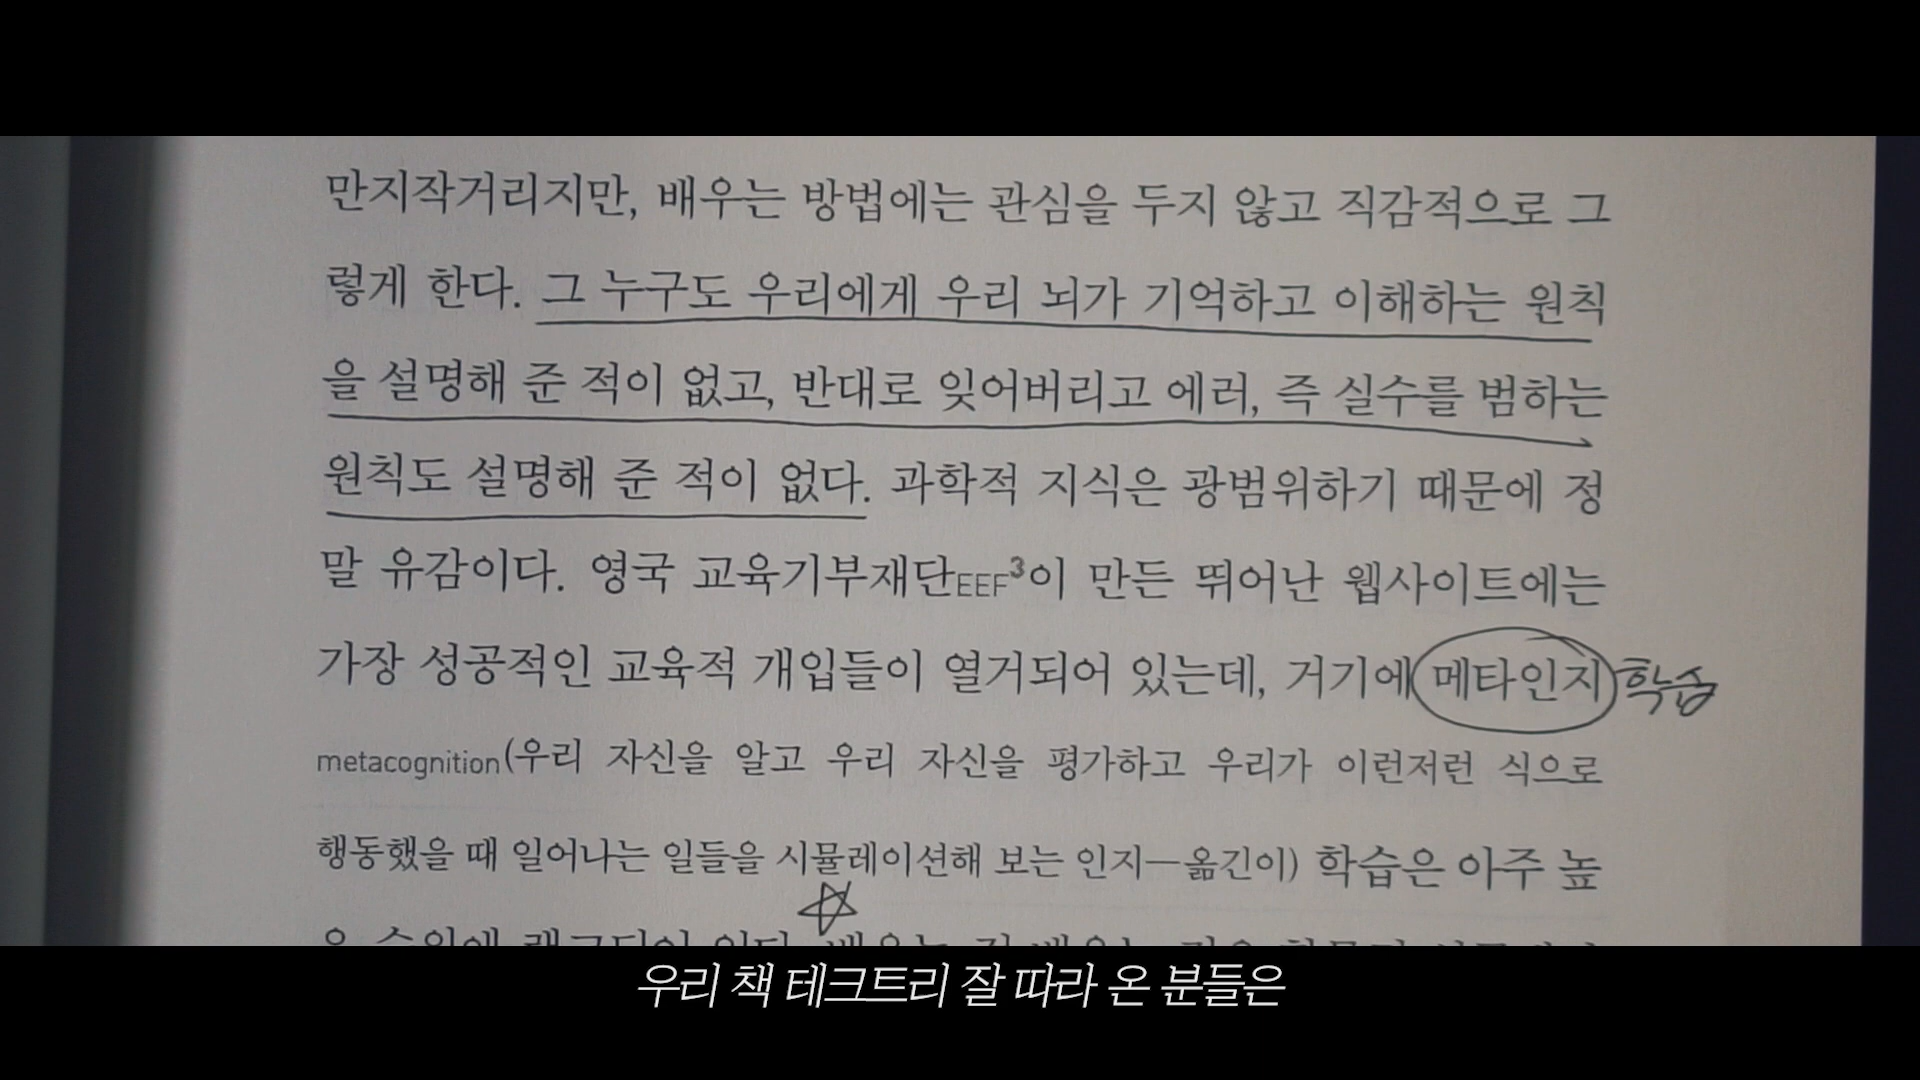 만지작거리지만, 배우는 방법에는 관심을 두지 않고 직감적으로 그
렇게 한다. 그 누구도 우리에게 우리 뇌가 기억하고 이해하는 원칙
을 설명해 준 적이 없고, 반대로 잊어버리고 에러, 즉 실수를 범하는
원칙도 설명해 준 적이 없다. 과학적 지식은 광범위하기 때문에 정
말 유감이다. 영국 교육기부재단EEF³이 만든 뛰어난 웹사이트에는
가장 성공적인 교육적 개입들이 열거되어 있는데, 거기에 메타인지 학습
metacognition(우리 자신을 알고 우리 자신을 평가하고 우리가 이런저런 식으로
행동했을 때 일어나는 일들을 시뮬레이션해 보는 인지—옮긴이) 학습은 아주 높
우리 책 테크트리 잘 따라 온 분들은